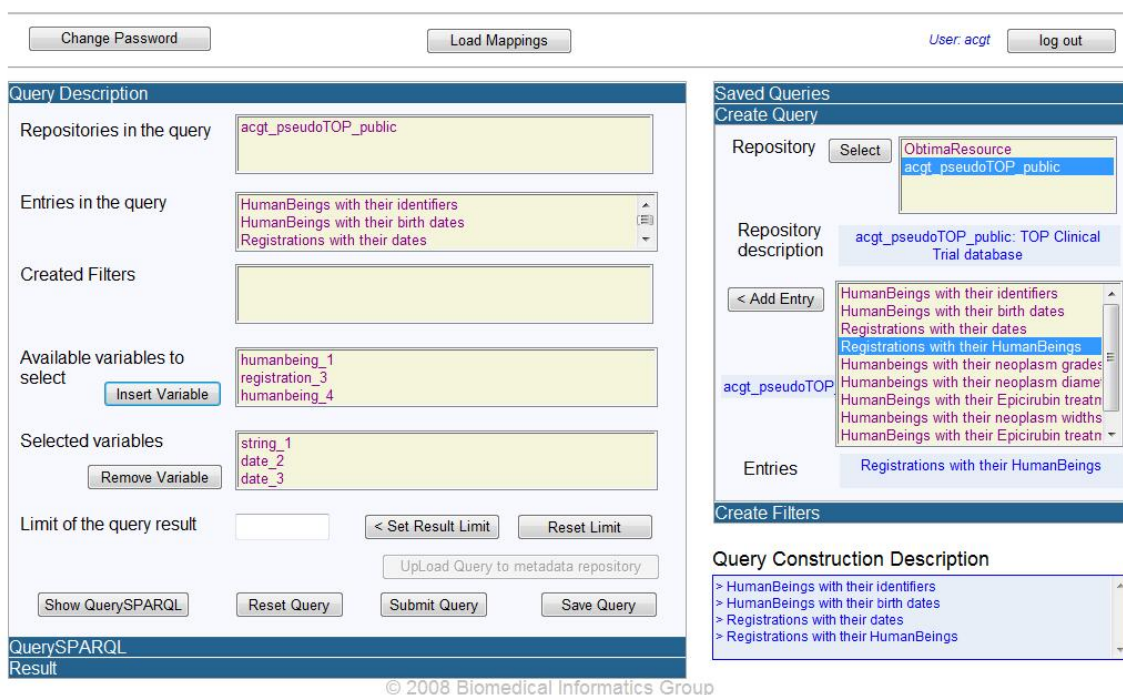 Change Password
Load Mappings
User: acgt
log out
Query Description
Repositories in the query
acgt_pseudoTOP_public
Entries in the query
HumanBeings with their identifiers
HumanBeings with their birth dates
Registrations with their dates
Created Filters
Available variables to
select
Insert Variable
humanbeing_1
registration_3
humanbeing_4
Selected variables
Remove Variable
string_1
date_2
date_3
Limit of the query result
< Set Result Limit
Reset Limit
UpLoad Query to metadata repository
Show QuerySPARQL
Reset Query
Submit Query
Save Query
QuerySPARQL
Result
Saved Queries
Create Query
Repository
Select
ObtimaResource
acgt_pseudoTOP_public
Repository
description
acgt_pseudoTOP_public: TOP Clinical
Trial database
< Add Entry
HumanBeings with their identifiers
HumanBeings with their birth dates
Registrations with their dates
Registrations with their HumanBeings
Humanbeings with their neoplasm grades
Humanbeings with their neoplasm diame
HumanBeings with their Epicirubin treatm
Humanbeings with their neoplasm widths
HumanBeings with their Epicirubin treatm
acgt_pseudoTOP_
Entries
Registrations with their HumanBeings
Create Filters
Query Construction Description
> HumanBeings with their identifiers
> HumanBeings with their birth dates
> Registrations with their dates
> Registrations with their HumanBeings
© 2008 Biomedical Informatics Group